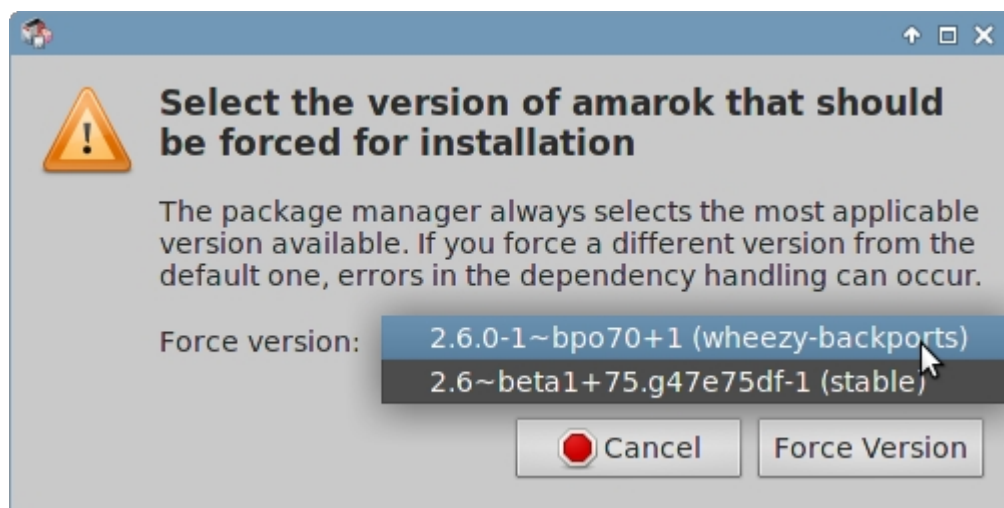 Select the version of amarok that should
be forced for installation
The package manager always selects the most applicable
version available. If you force a different version from the
default one, errors in the dependency handling can occur.
Force version:
2.6.0-1~bpo70+1 (wheezy-backports)
2.6~beta1+75.g47e75df-1 (stable)
Cancel
Force Version